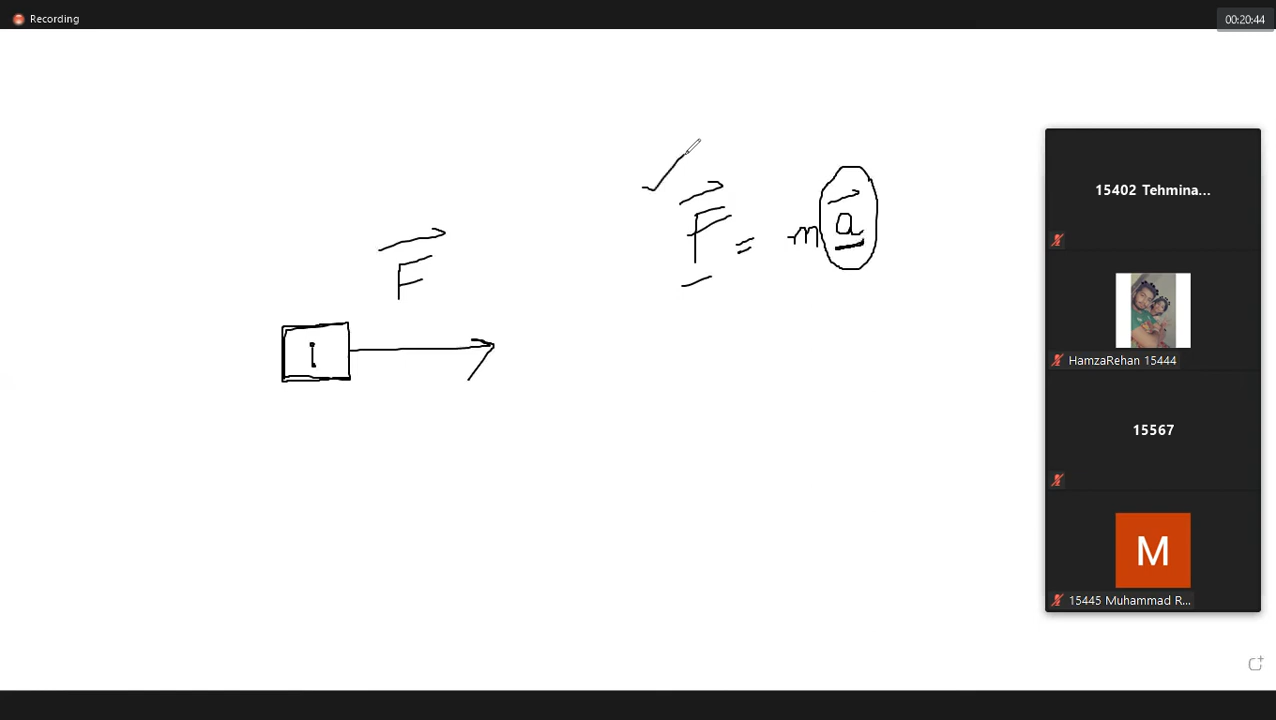 Recording
00:20:44
F = ma
F
1
15402 Tehmina...
HamzaRehan 15444
15567
M
15445 Muhammad R...